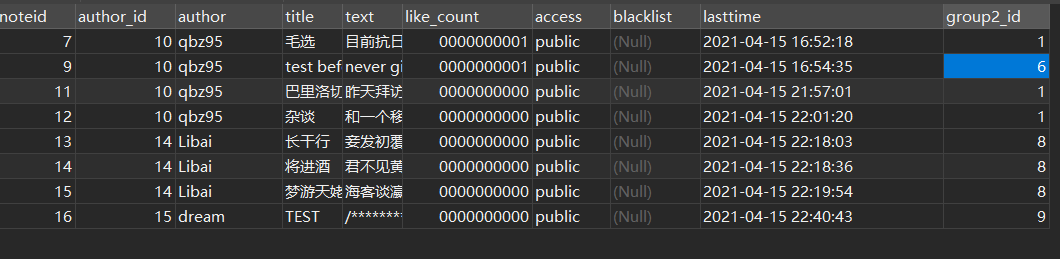 noteid author_id author title text like_count access blacklist lasttime group2_id
7 10 qbz95 毛选 目前抗日 0000000001 public (Null) 2021-04-15 16:52:18 1
9 10 qbz95 test bef never gi 0000000001 public (Null) 2021-04-15 16:54:35 6
11 10 qbz95 巴里洛切 昨天拜访 0000000000 public (Null) 2021-04-15 21:57:01 1
12 10 qbz95 杂谈 和一个移 0000000000 public (Null) 2021-04-15 22:01:20 1
13 14 Libai 长干行 妾发初覆 0000000000 public (Null) 2021-04-15 22:18:03 8
14 14 Libai 将进酒 君不见黄 0000000000 public (Null) 2021-04-15 22:18:36 8
15 14 Libai 梦游天姥 海客谈瀛 0000000000 public (Null) 2021-04-15 22:19:54 8
16 15 dream TEST /******** 0000000000 public (Null) 2021-04-15 22:40:43 9